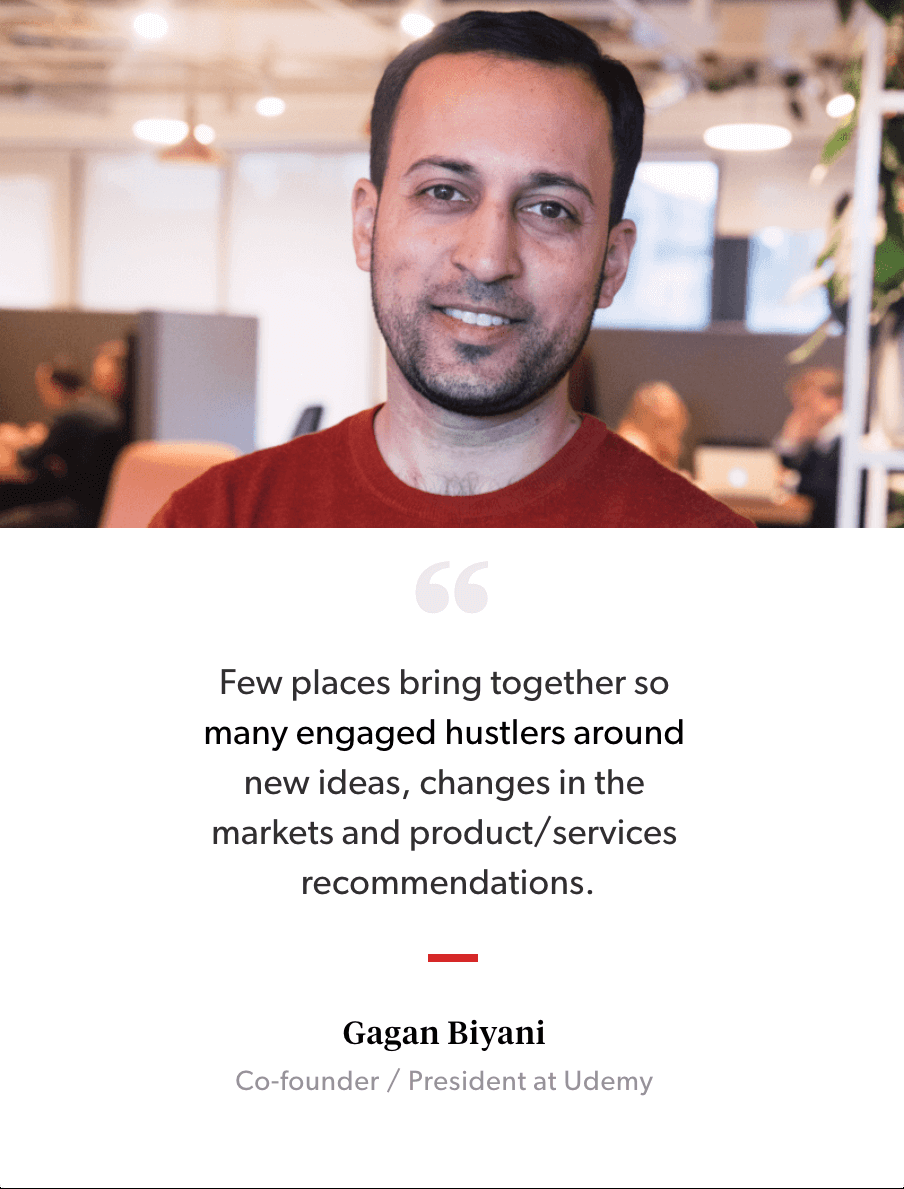 “
Few places bring together so
many engaged hustlers around
new ideas, changes in the
markets and product/services
recommendations.
Gagan Biyani
Co-founder / President at Udemy